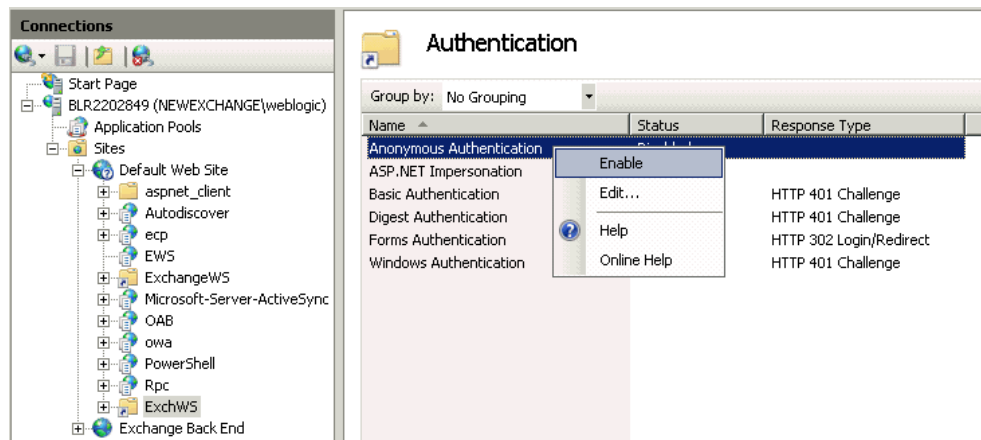 Connections
Start Page
BLR2202849 (NEWEXCHANGE\weblogic)
Application Pools
Sites
Default Web Site
aspnet_client
Autodiscover
ecp
EWS
ExchangeWS
Microsoft-Server-ActiveSync
OAB
owa
PowerShell
Rpc
ExchWS
Exchange Back End
Authentication
Group by: No Grouping
Name Status Response Type
Anonymous Authentication
ASP.NET Impersonation
Basic Authentication HTTP 401 Challenge
Digest Authentication HTTP 401 Challenge
Forms Authentication HTTP 302 Login/Redirect
Windows Authentication HTTP 401 Challenge
Enable
Edit...
Help
Online Help